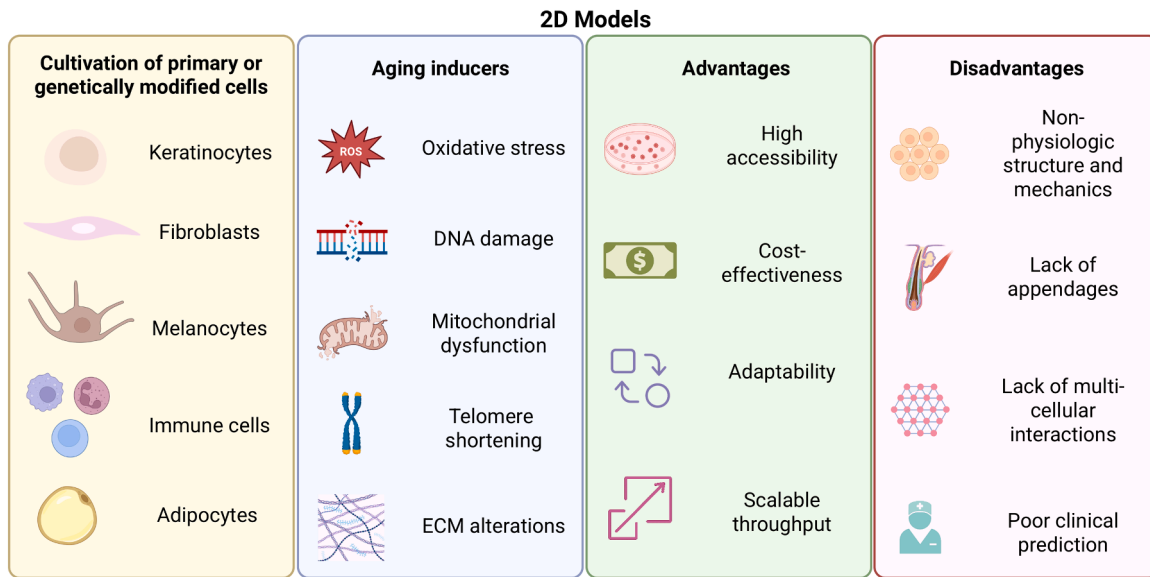 2D Models
Cultivation of primary or
genetically modified cells
Keratinocytes
Fibroblasts
Melanocytes
Immune cells
Adipocytes
Aging inducers
ROS
Oxidative stress
DNA damage
Mitochondrial
dysfunction
Telomere
shortening
ECM alterations
Advantages
High
accessibility
$
Cost-
effectiveness
Adaptability
Scalable
throughput
Disadvantages
Non-
physiologic
structure and
mechanics
Lack of
appendages
Lack of multi-
cellular
interactions
Poor clinical
prediction